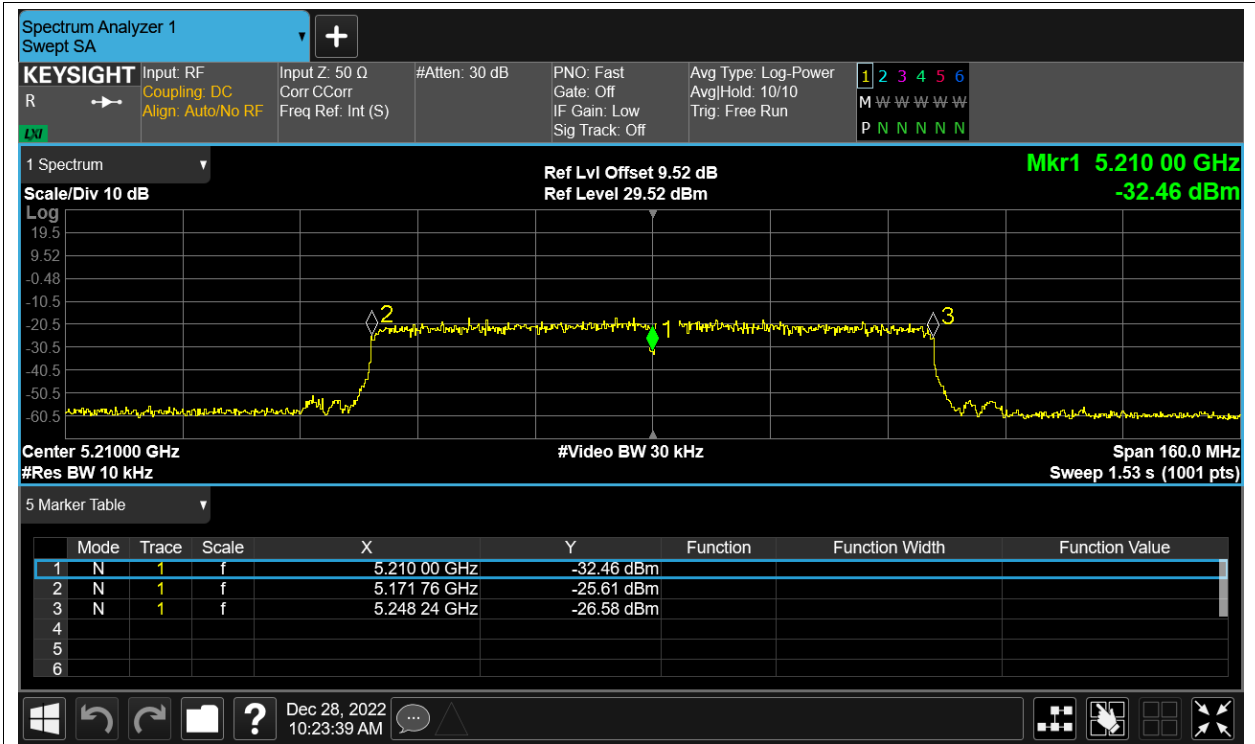 Spectrum Analyzer 1
Swept SA
+
KEYSIGHT Input: RF Input Z: 50 Ω #Atten: 30 dB PNO: Fast Avg Type: Log-Power 1 2 3 4 5 6
R Coupling: DC Corr CCorr Gate: Off Avg|Hold: 10/10 M W W W W W W
Align: Auto/No RF Freq Ref: Int (S) IF Gain: Low Trig: Free Run
LXI Sig Track: Off P N N N N N N
1 Spectrum
Ref Lvl Offset 9.52 dB Mkr1 5.210 00 GHz
Scale/Div 10 dB Ref Level 29.52 dBm -32.46 dBm
Log
19.5
9.52
-0.48
-10.5
2 3
-20.5
1
-30.5
-40.5
-50.5
-60.5
Center 5.21000 GHz #Video BW 30 kHz Span 160.0 MHz
#Res BW 10 kHz Sweep 1.53 s (1001 pts)
5 Marker Table
Mode Trace Scale X Y Function Function Width Function Value
1 N 1 f 5.210 00 GHz -32.46 dBm
2 N 1 f 5.171 76 GHz -25.61 dBm
3 N 1 f 5.248 24 GHz -26.58 dBm
4
5
6
? Dec 28, 2022
10:23:39 AM